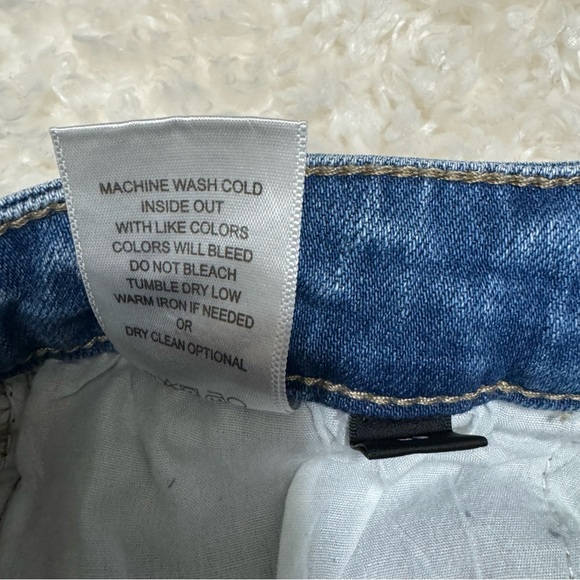 MACHINE WASH COLD
INSIDE OUT
WITH LIKE COLORS
COLORS WILL BLEED
DO NOT BLEACH
TUMBLE DRY LOW
WARM IRON IF NEEDED
OR
DRY CLEAN OPTIONAL